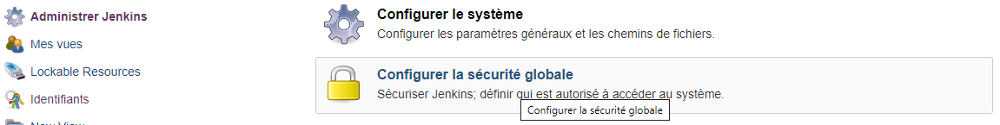 Administrer Jenkins
Mes vues
Lockable Resources
Identifiants
New View
Configurer le système
Configurer les paramètres généraux et les chemins de fichiers.
Configurer la sécurité globale
Sécuriser Jenkins; définir qui est autorisé à accéder au système.
Configurer la sécurité globale